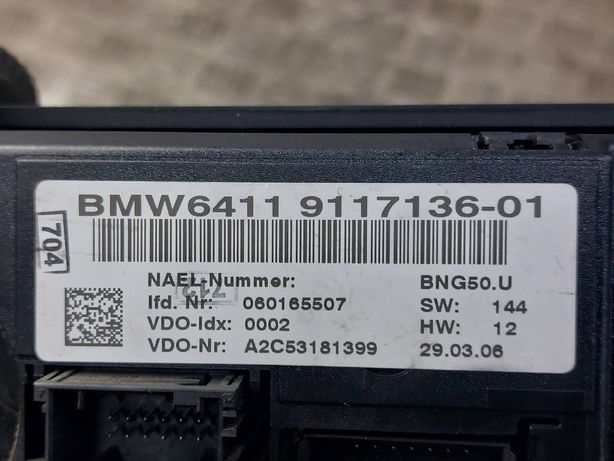 BMW6411 9117136-01
704
NAEL-Nummer: BNG50.U
712
lfd. Nr: 060165507 SW: 144
VDO-Idx: 0002 HW: 12
VDO-Nr: A2C53181399 29.03.06